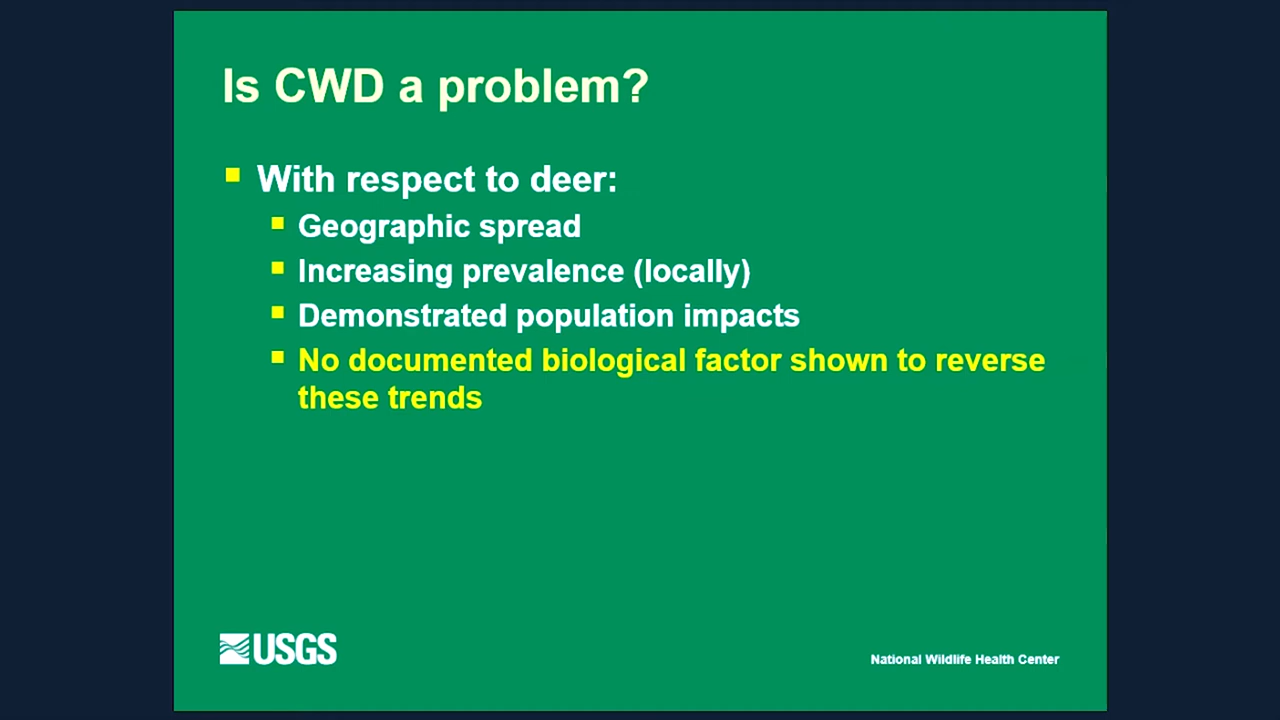 Is CWD a problem?
With respect to deer:
Geographic spread
Increasing prevalence (locally)
Demonstrated population impacts
No documented biological factor shown to reverse
these trends
USGS
National Wildlife Health Center